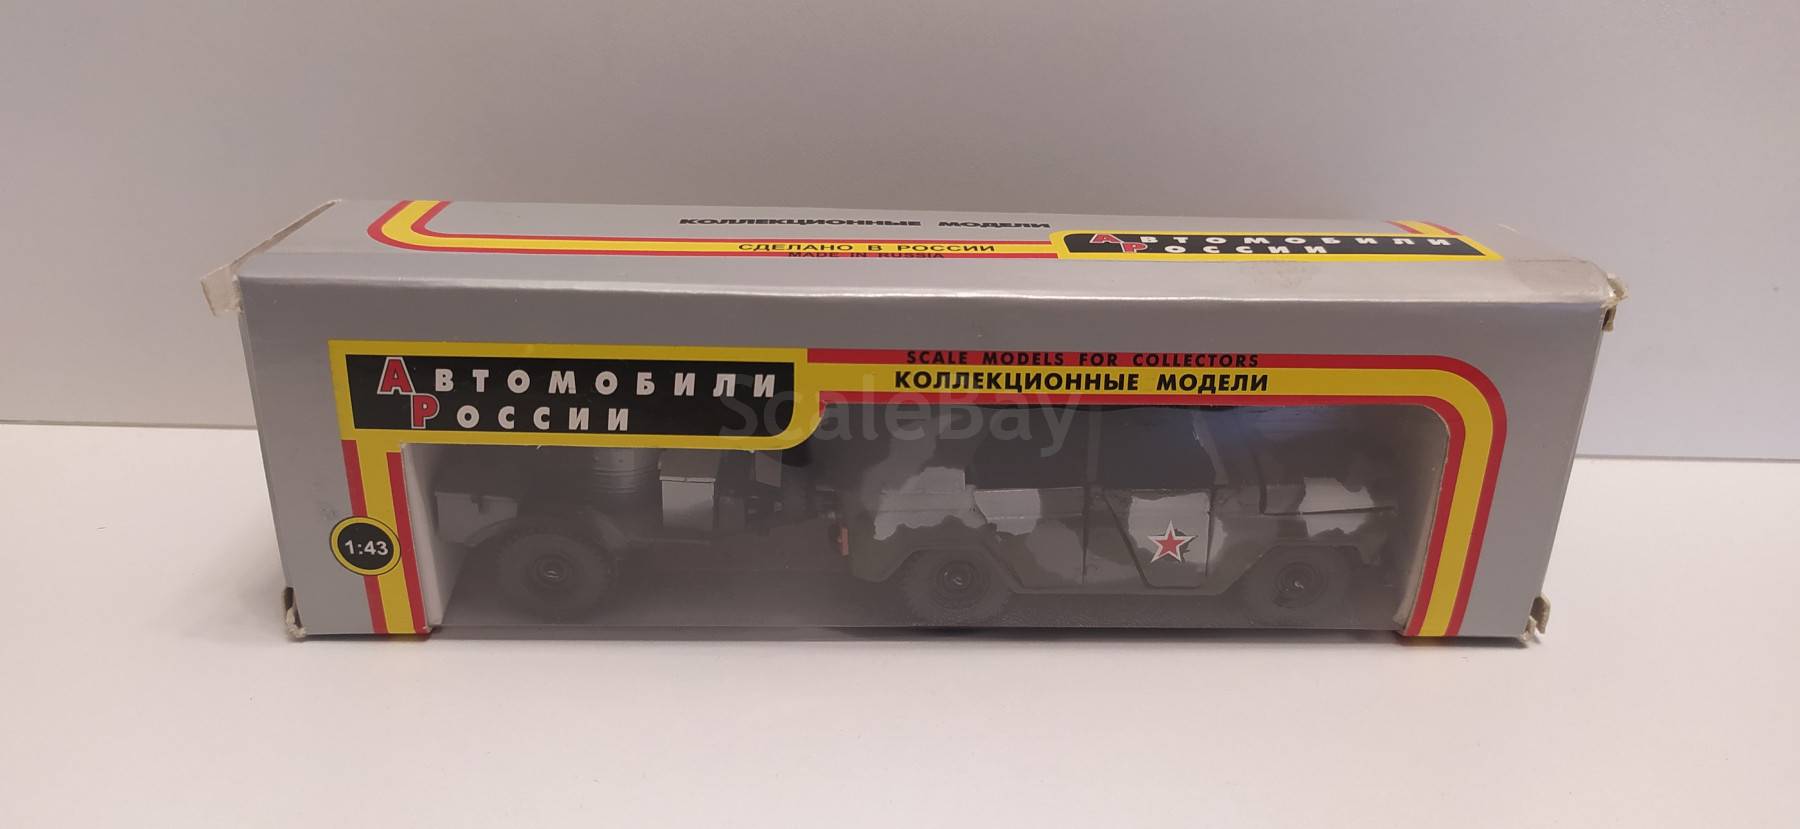 КОЛЛЕКЦИОННЫЕ МОДЕЛИ
СДЕЛАНО В РОССИИ
MADE IN RUSSIA
АВТОМОБИЛИ
РОССИИ
АВТОМОБИЛИ
РОССИИ
SCALE MODELS FOR COLLECTORS
КОЛЛЕКЦИОННЫЕ МОДЕЛИ
ScaleBay
1:43